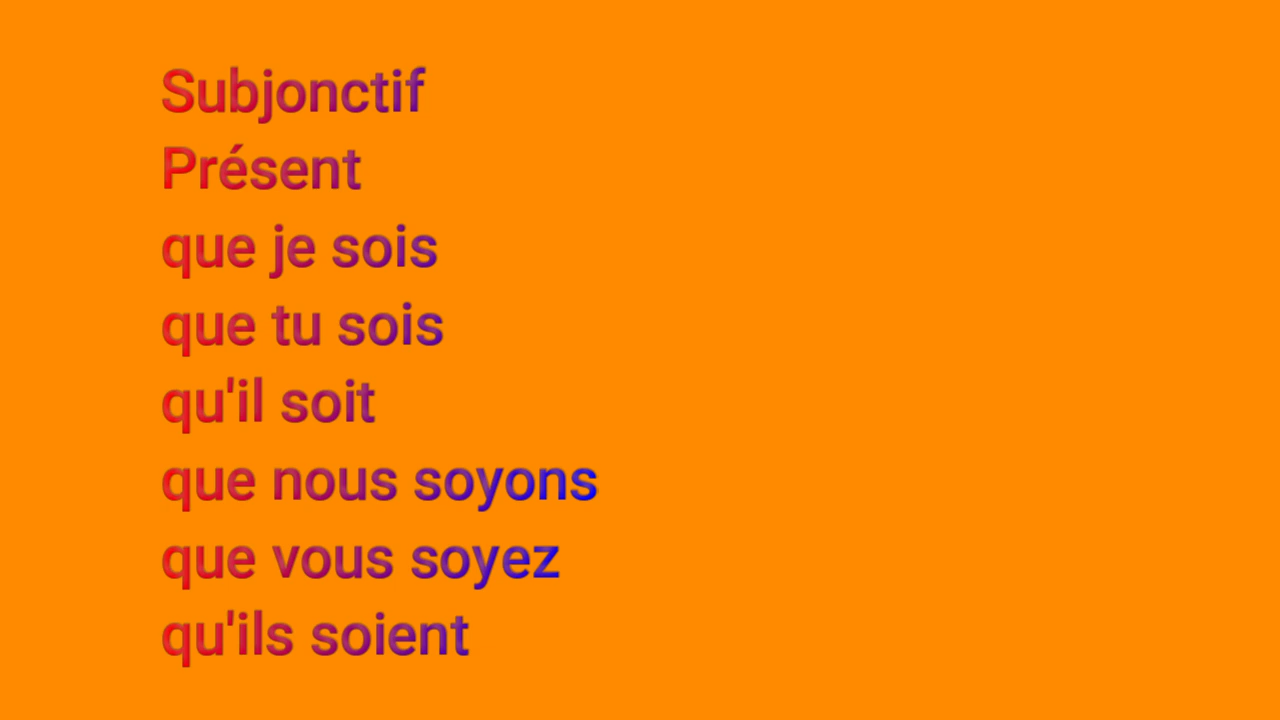 Subjonctif
Présent
que je sois
que tu sois
qu'il soit
que nous soyons
que vous soyez
qu'ils soient